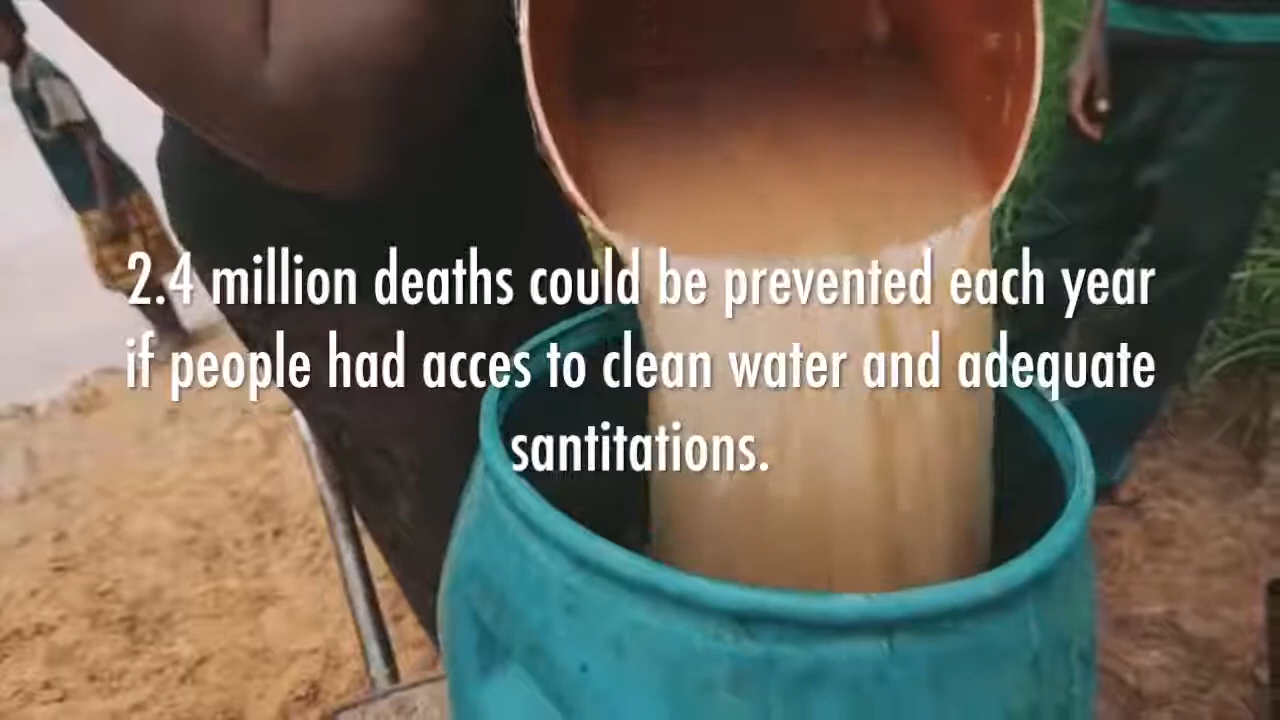 2.4 million deaths could be prevented each year
if people had acces to clean water and adequate
santitations.